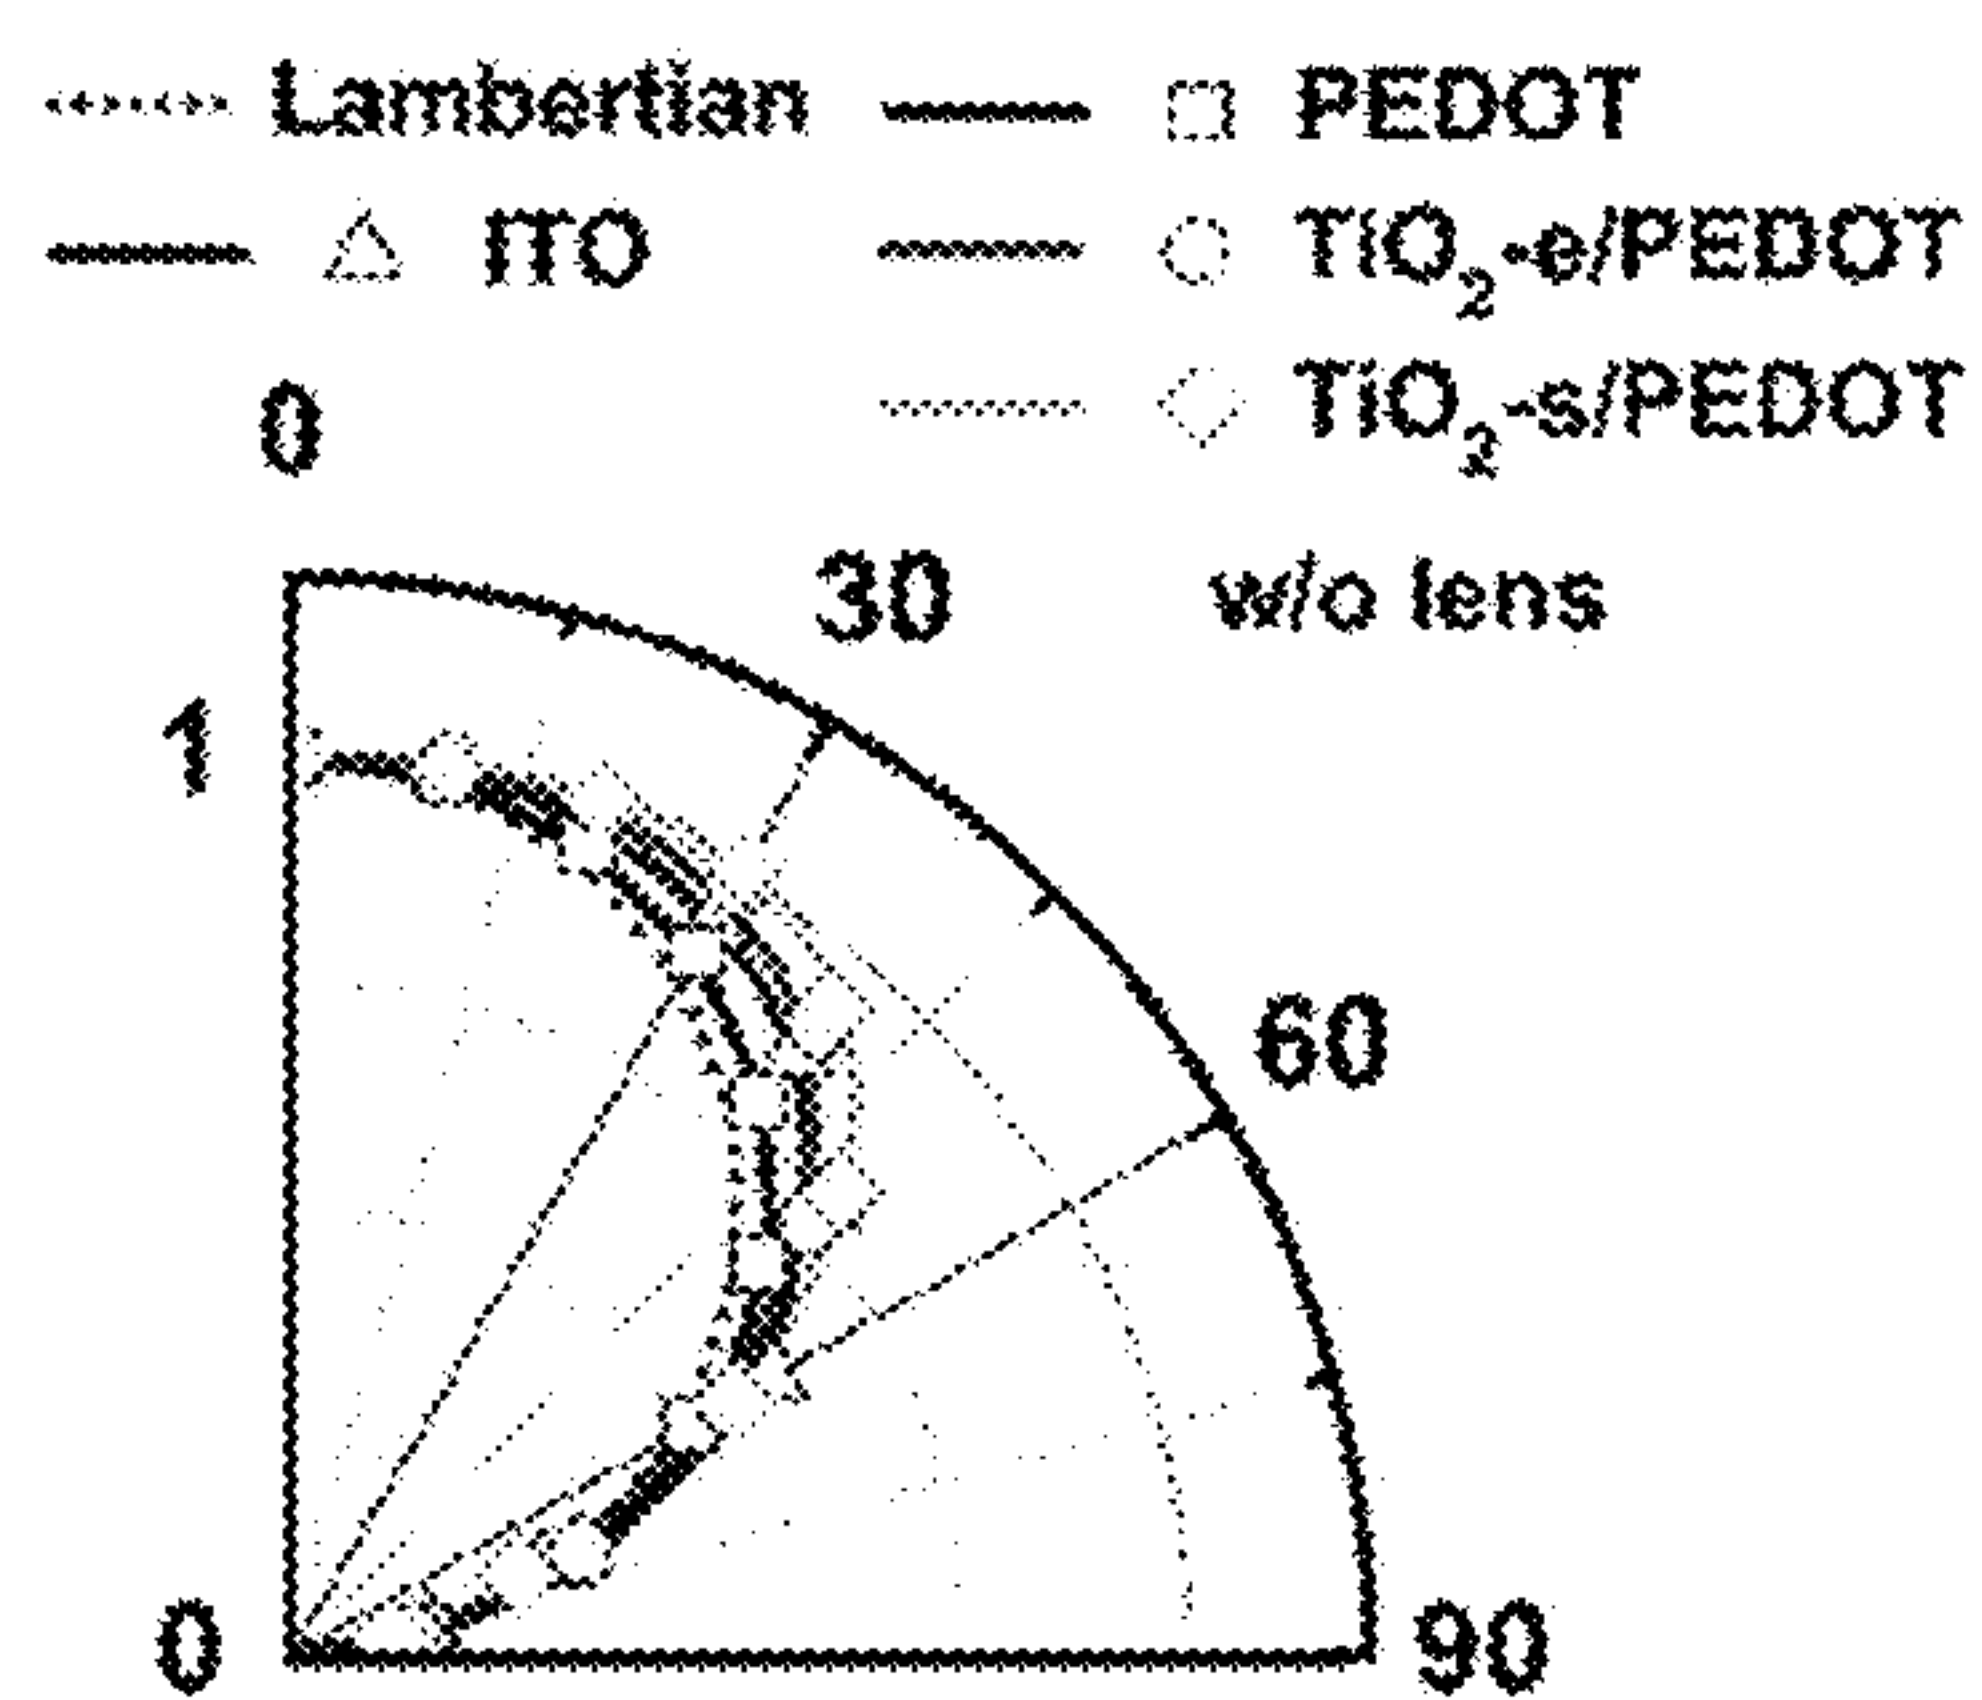 Lambertian PEDOT
ITO TiO2-e/PEDOT
TiO2-s/PEDOT
0
30 w/o lens
1
60
0 90